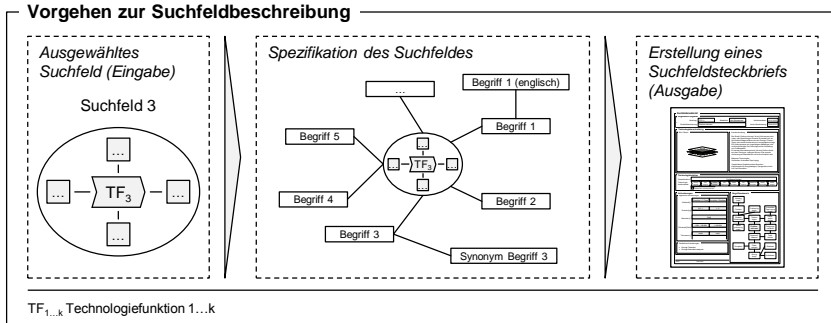 Vorgehen zur Suchfeldbeschreibung
Ausgewähltes
Suchfeld (Eingabe)
Suchfeld 3
...
...
TF3
...
...
Spezifikation des Suchfeldes
...
Begriff 1 (englisch)
Begriff 1
Begriff 5
...
...
TF3
...
...
Begriff 4
Begriff 2
Begriff 3
Synonym Begriff 3
Erstellung eines
Suchfeldsteckbriefs
(Ausgabe)
TF1...k Technologiefunktion 1...k